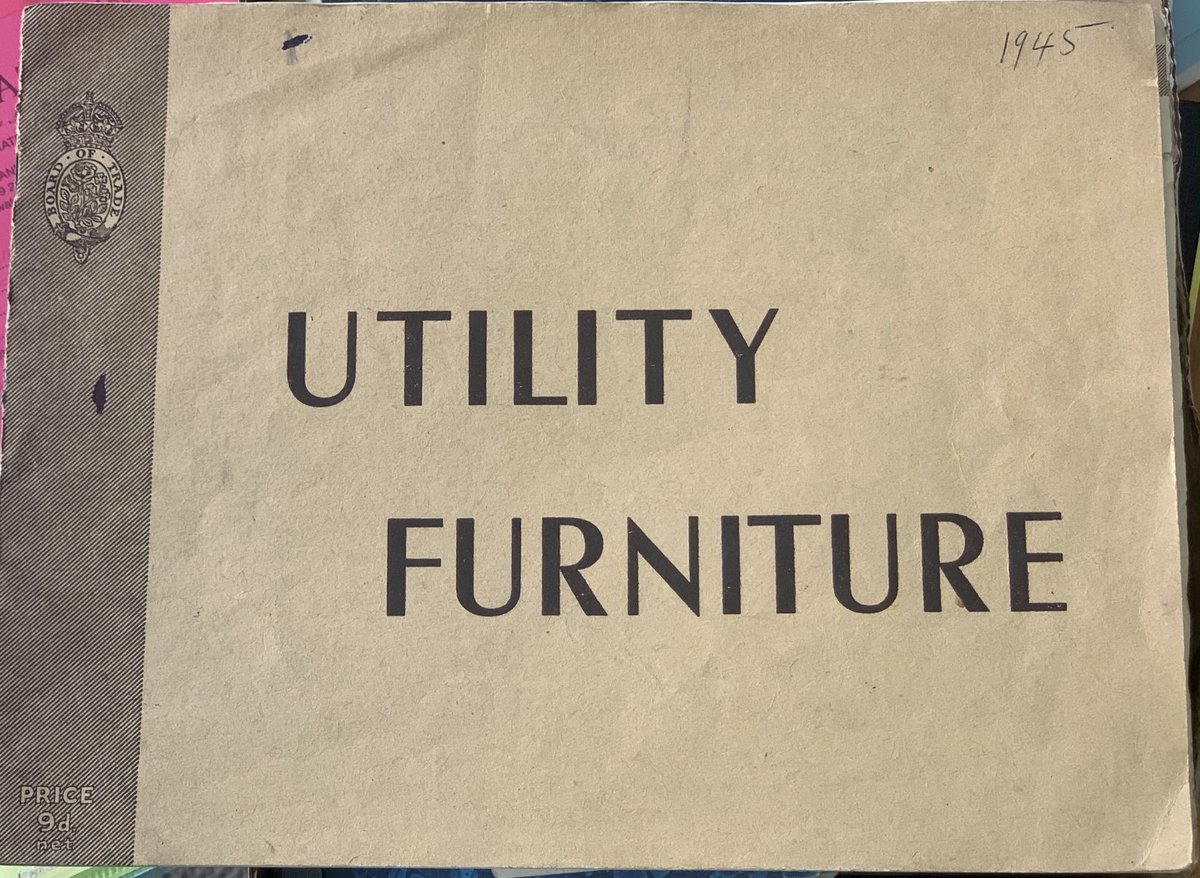 1945
BOARD · OF · TRADE
UTILITY
FURNITURE
PRICE
9d.
net